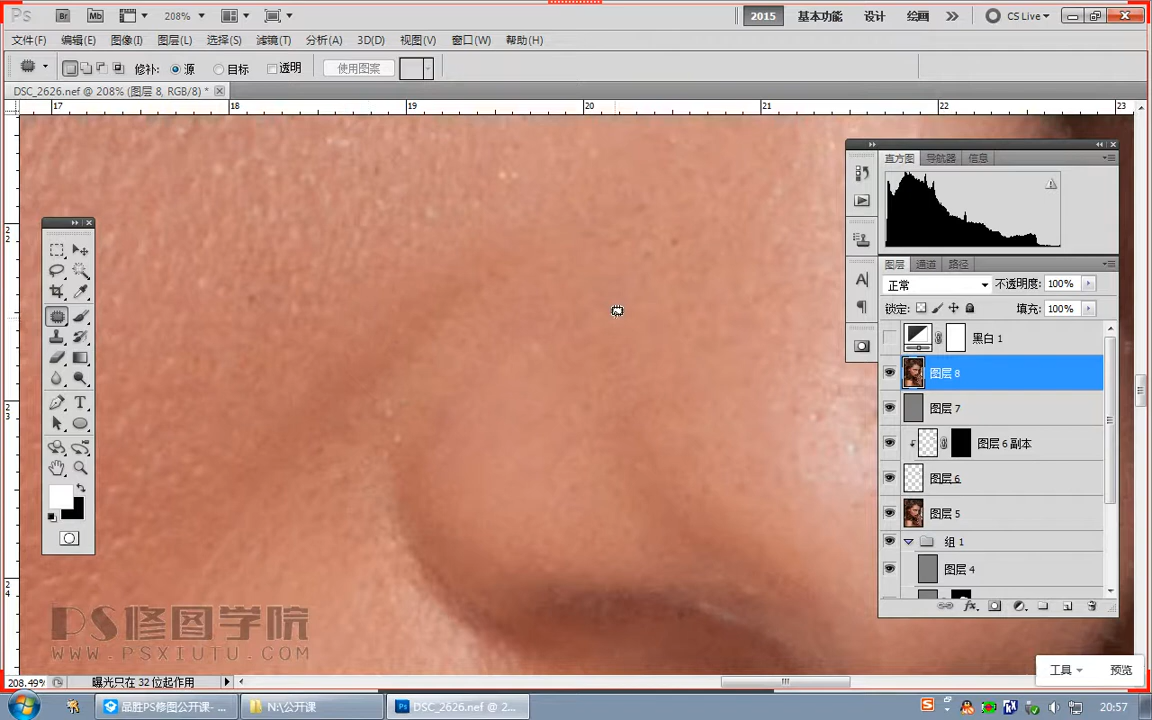 Ps Br Mb 208% 2015 基本功能 设计 绘画 CS Live
文件(F) 编辑(E) 图像(I) 图层(L) 选择(S) 滤镜(T) 分析(A) 3D(D) 视图(V) 窗口(W) 帮助(H)
修补: 源 目标 透明 使用图案
DSC_2626.nef @ 208% (图层 8, RGB/8) *
17 18 19 20 21 22 23
直方图 导航器 信息
22
图层 通道 路径
正常 不透明度: 100%
锁定: 填充: 100%
黑白 1
图层 8
图层 7
23
图层 6 副本
图层 6
图层 5
组 1
图层 4
24
PS修图学院
WWW.PSXIUTU.COM
工具 预览
208.49% 曝光只在 32 位起作用
品胜PS修图公开课-... N:\公开课 DSC_2626.nef @ 2... 20:57